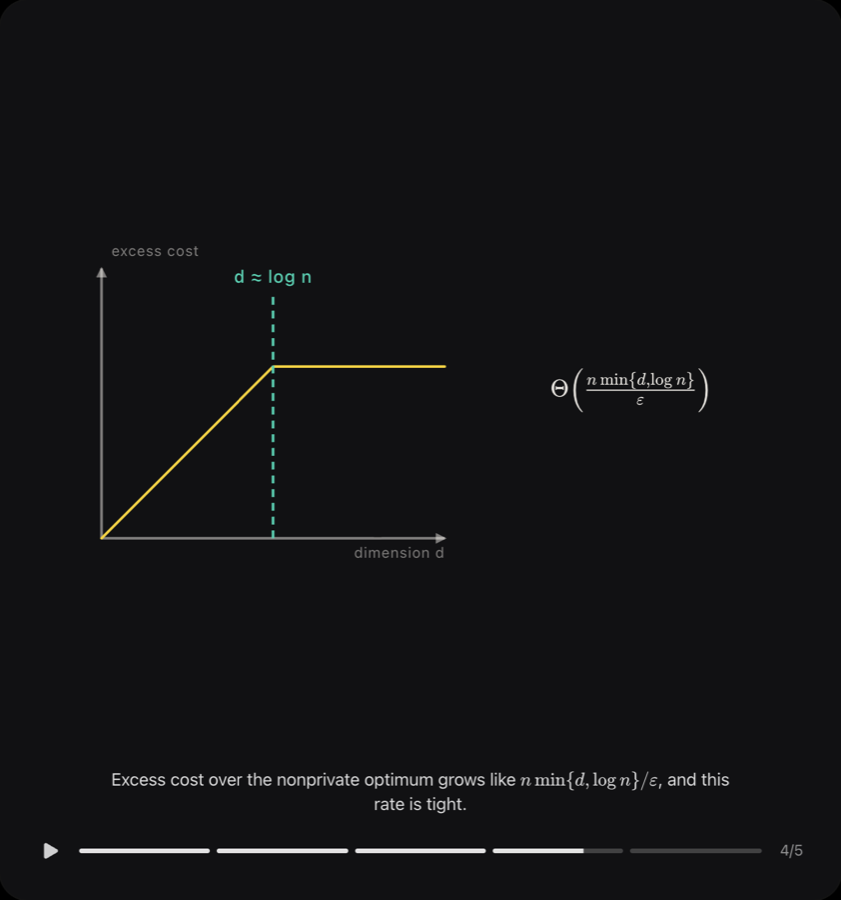 excess cost
d ≈ log n
Θ(n min{d,log n}/ε)
dimension d
Excess cost over the nonprivate optimum grows like n min{d, log n}/ε, and this
rate is tight.
4/5